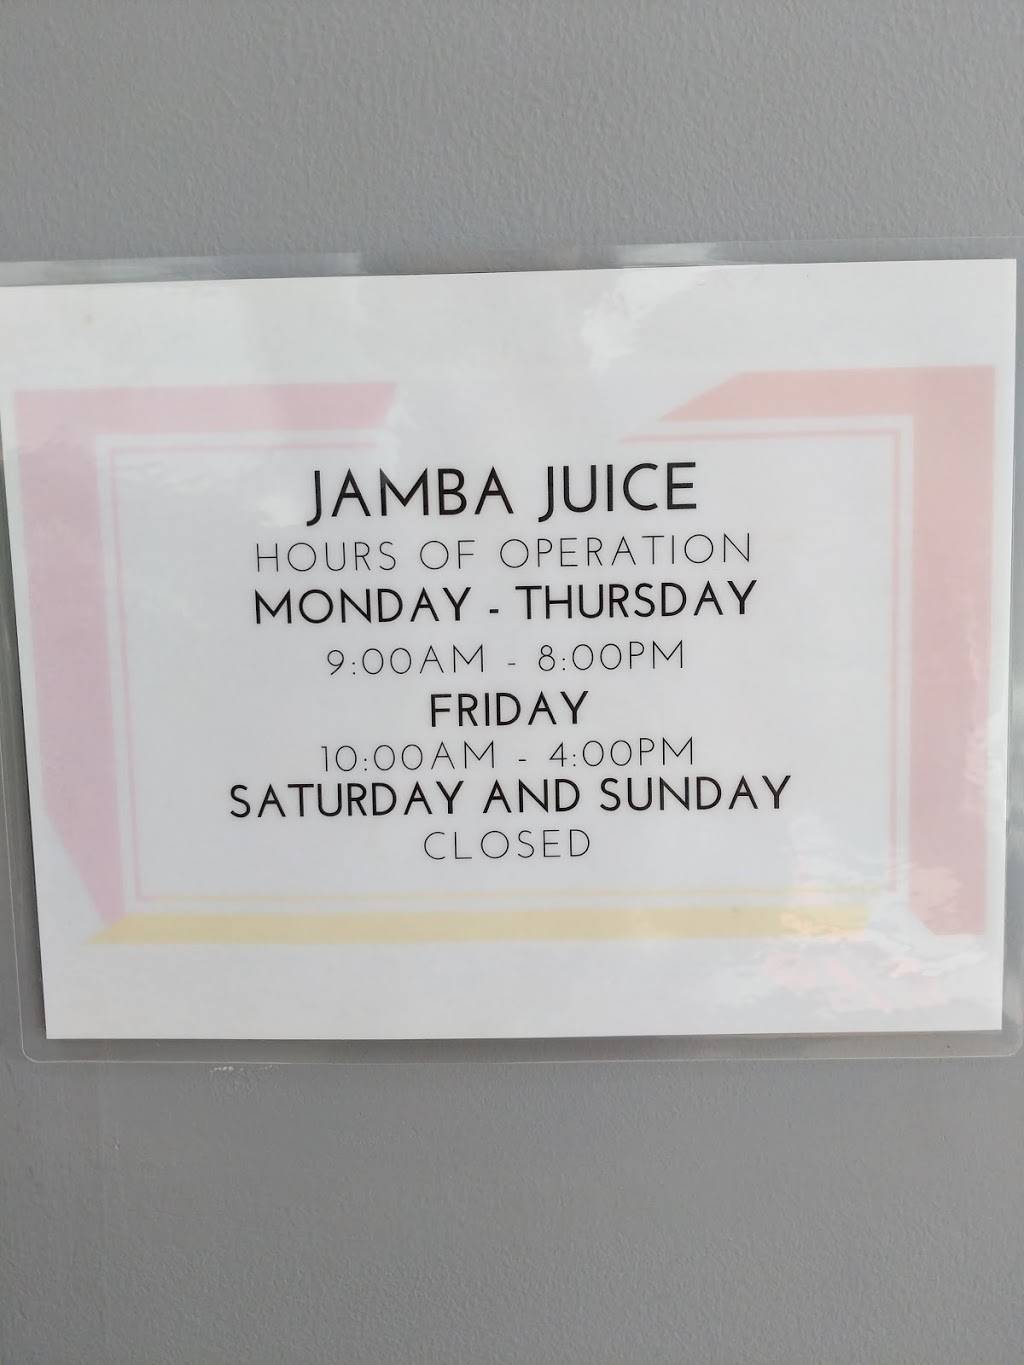 JAMBA JUICE
HOURS OF OPERATION
MONDAY - THURSDAY
9:00AM - 8:00PM
FRIDAY
10:00AM - 4:00PM
SATURDAY AND SUNDAY
CLOSED